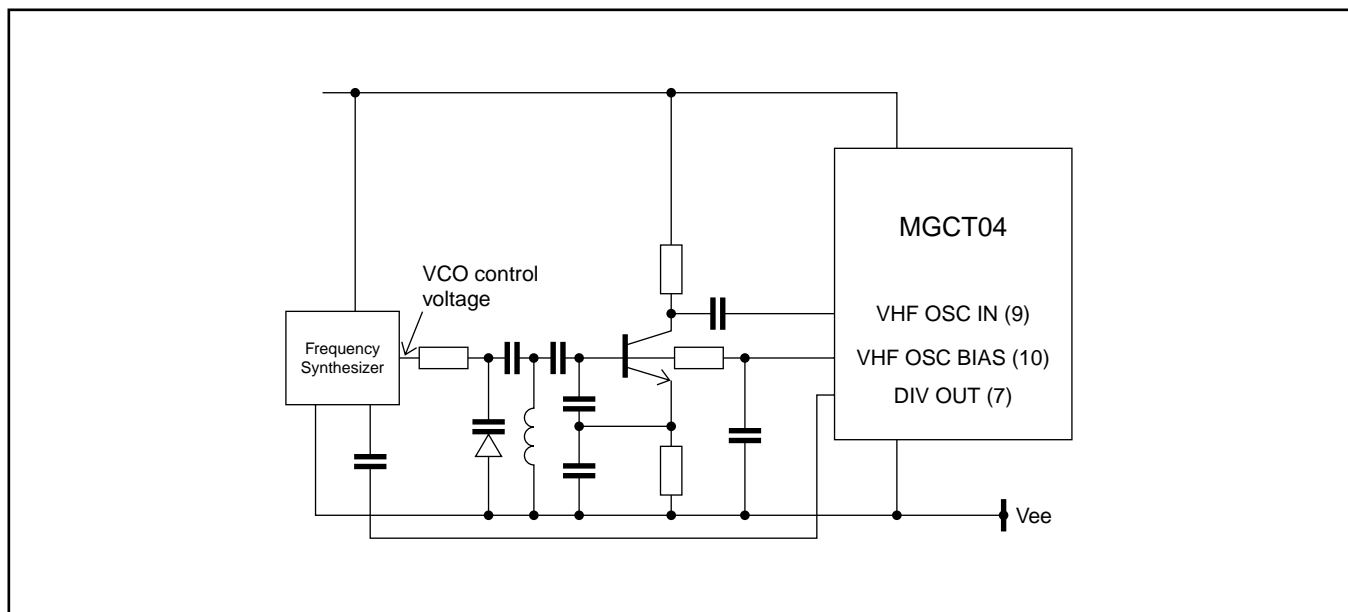 MGCT04
VCO control
voltage
VHF OSC IN (9)
Frequency
Synthesizer
VHF OSC BIAS (10)
DIV OUT (7)
Vee